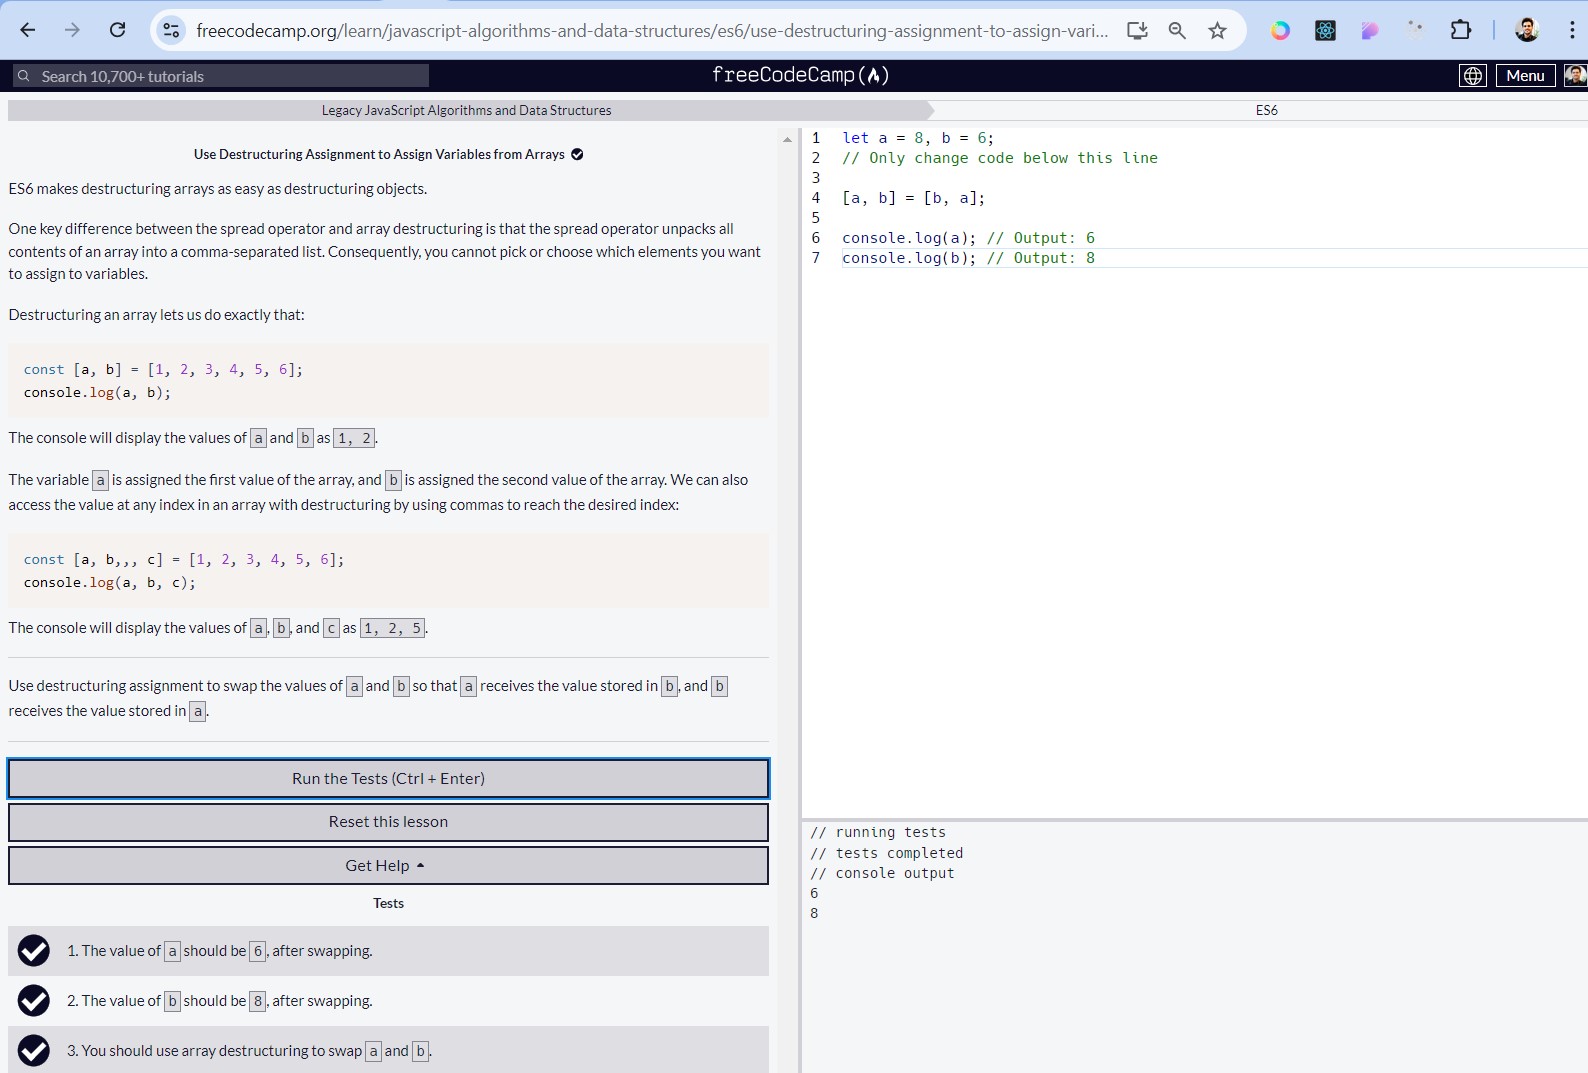 freecodecamp.org/learn/javascript-algorithms-and-data-structures/es6/use-destructuring-assignment-to-assign-vari...
Search 10,700+ tutorials
freeCodeCamp
Menu
Legacy JavaScript Algorithms and Data Structures
ES6
Use Destructuring Assignment to Assign Variables from Arrays
ES6 makes destructuring arrays as easy as destructuring objects.
One key difference between the spread operator and array destructuring is that the spread operator unpacks all
contents of an array into a comma-separated list. Consequently, you cannot pick or choose which elements you want
to assign to variables.
Destructuring an array lets us do exactly that:
const [a, b] = [1, 2, 3, 4, 5, 6];
console.log(a, b);
The console will display the values of a and b as 1, 2.
The variable a is assigned the first value of the array, and b is assigned the second value of the array. We can also
access the value at any index in an array with destructuring by using commas to reach the desired index:
const [a, b,,, c] = [1, 2, 3, 4, 5, 6];
console.log(a, b, c);
The console will display the values of a, b, and c as 1, 2, 5.
Use destructuring assignment to swap the values of a and b so that a receives the value stored in b, and b
receives the value stored in a.
Run the Tests (Ctrl + Enter)
Reset this lesson
Get Help
Tests
1. The value of a should be 6, after swapping.
2. The value of b should be 8, after swapping.
3. You should use array destructuring to swap a and b.
1 let a = 8, b = 6;
2 // Only change code below this line
3
4 [a, b] = [b, a];
5
6 console.log(a); // Output: 6
7 console.log(b); // Output: 8
// running tests
// tests completed
// console output
6
8